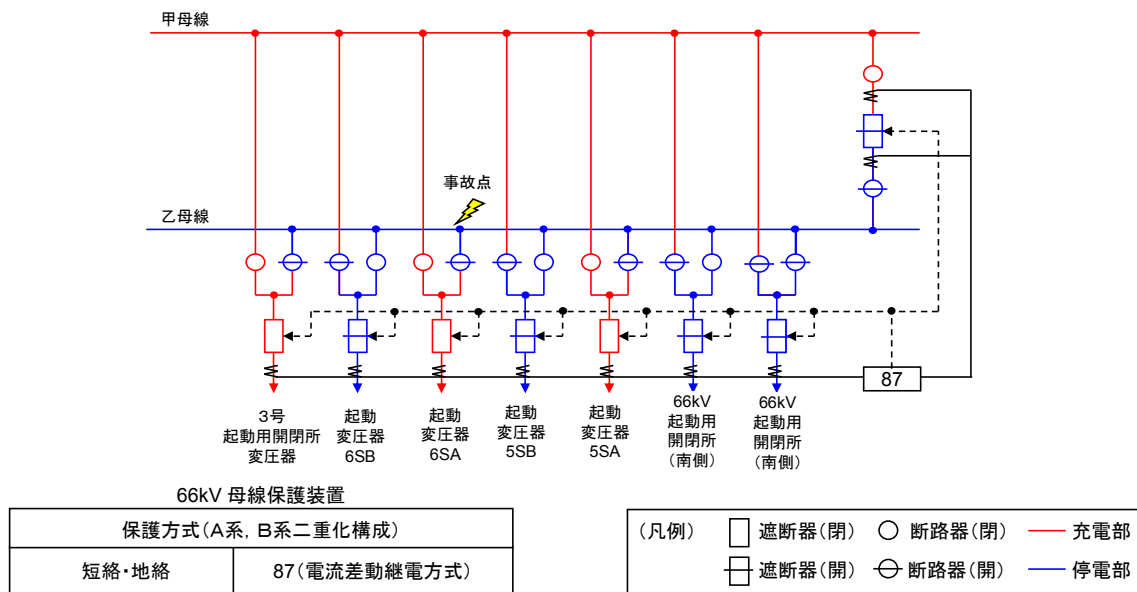 甲母線
事故点
乙母線
87
3号
起動用開閉所
変圧器
起動
変圧器
6SB
起動
変圧器
6SA
起動
変圧器
5SB
起動
変圧器
5SA
66kV
起動用
開閉所
(南側)
66kV
起動用
開閉所
(南側)
66kV 母線保護装置
保護方式(A系, B系二重化構成)
短絡・地絡
87(電流差動継電方式)
(凡例)
遮断器(閉)
断路器(閉)
充電部
遮断器(開)
断路器(開)
停電部